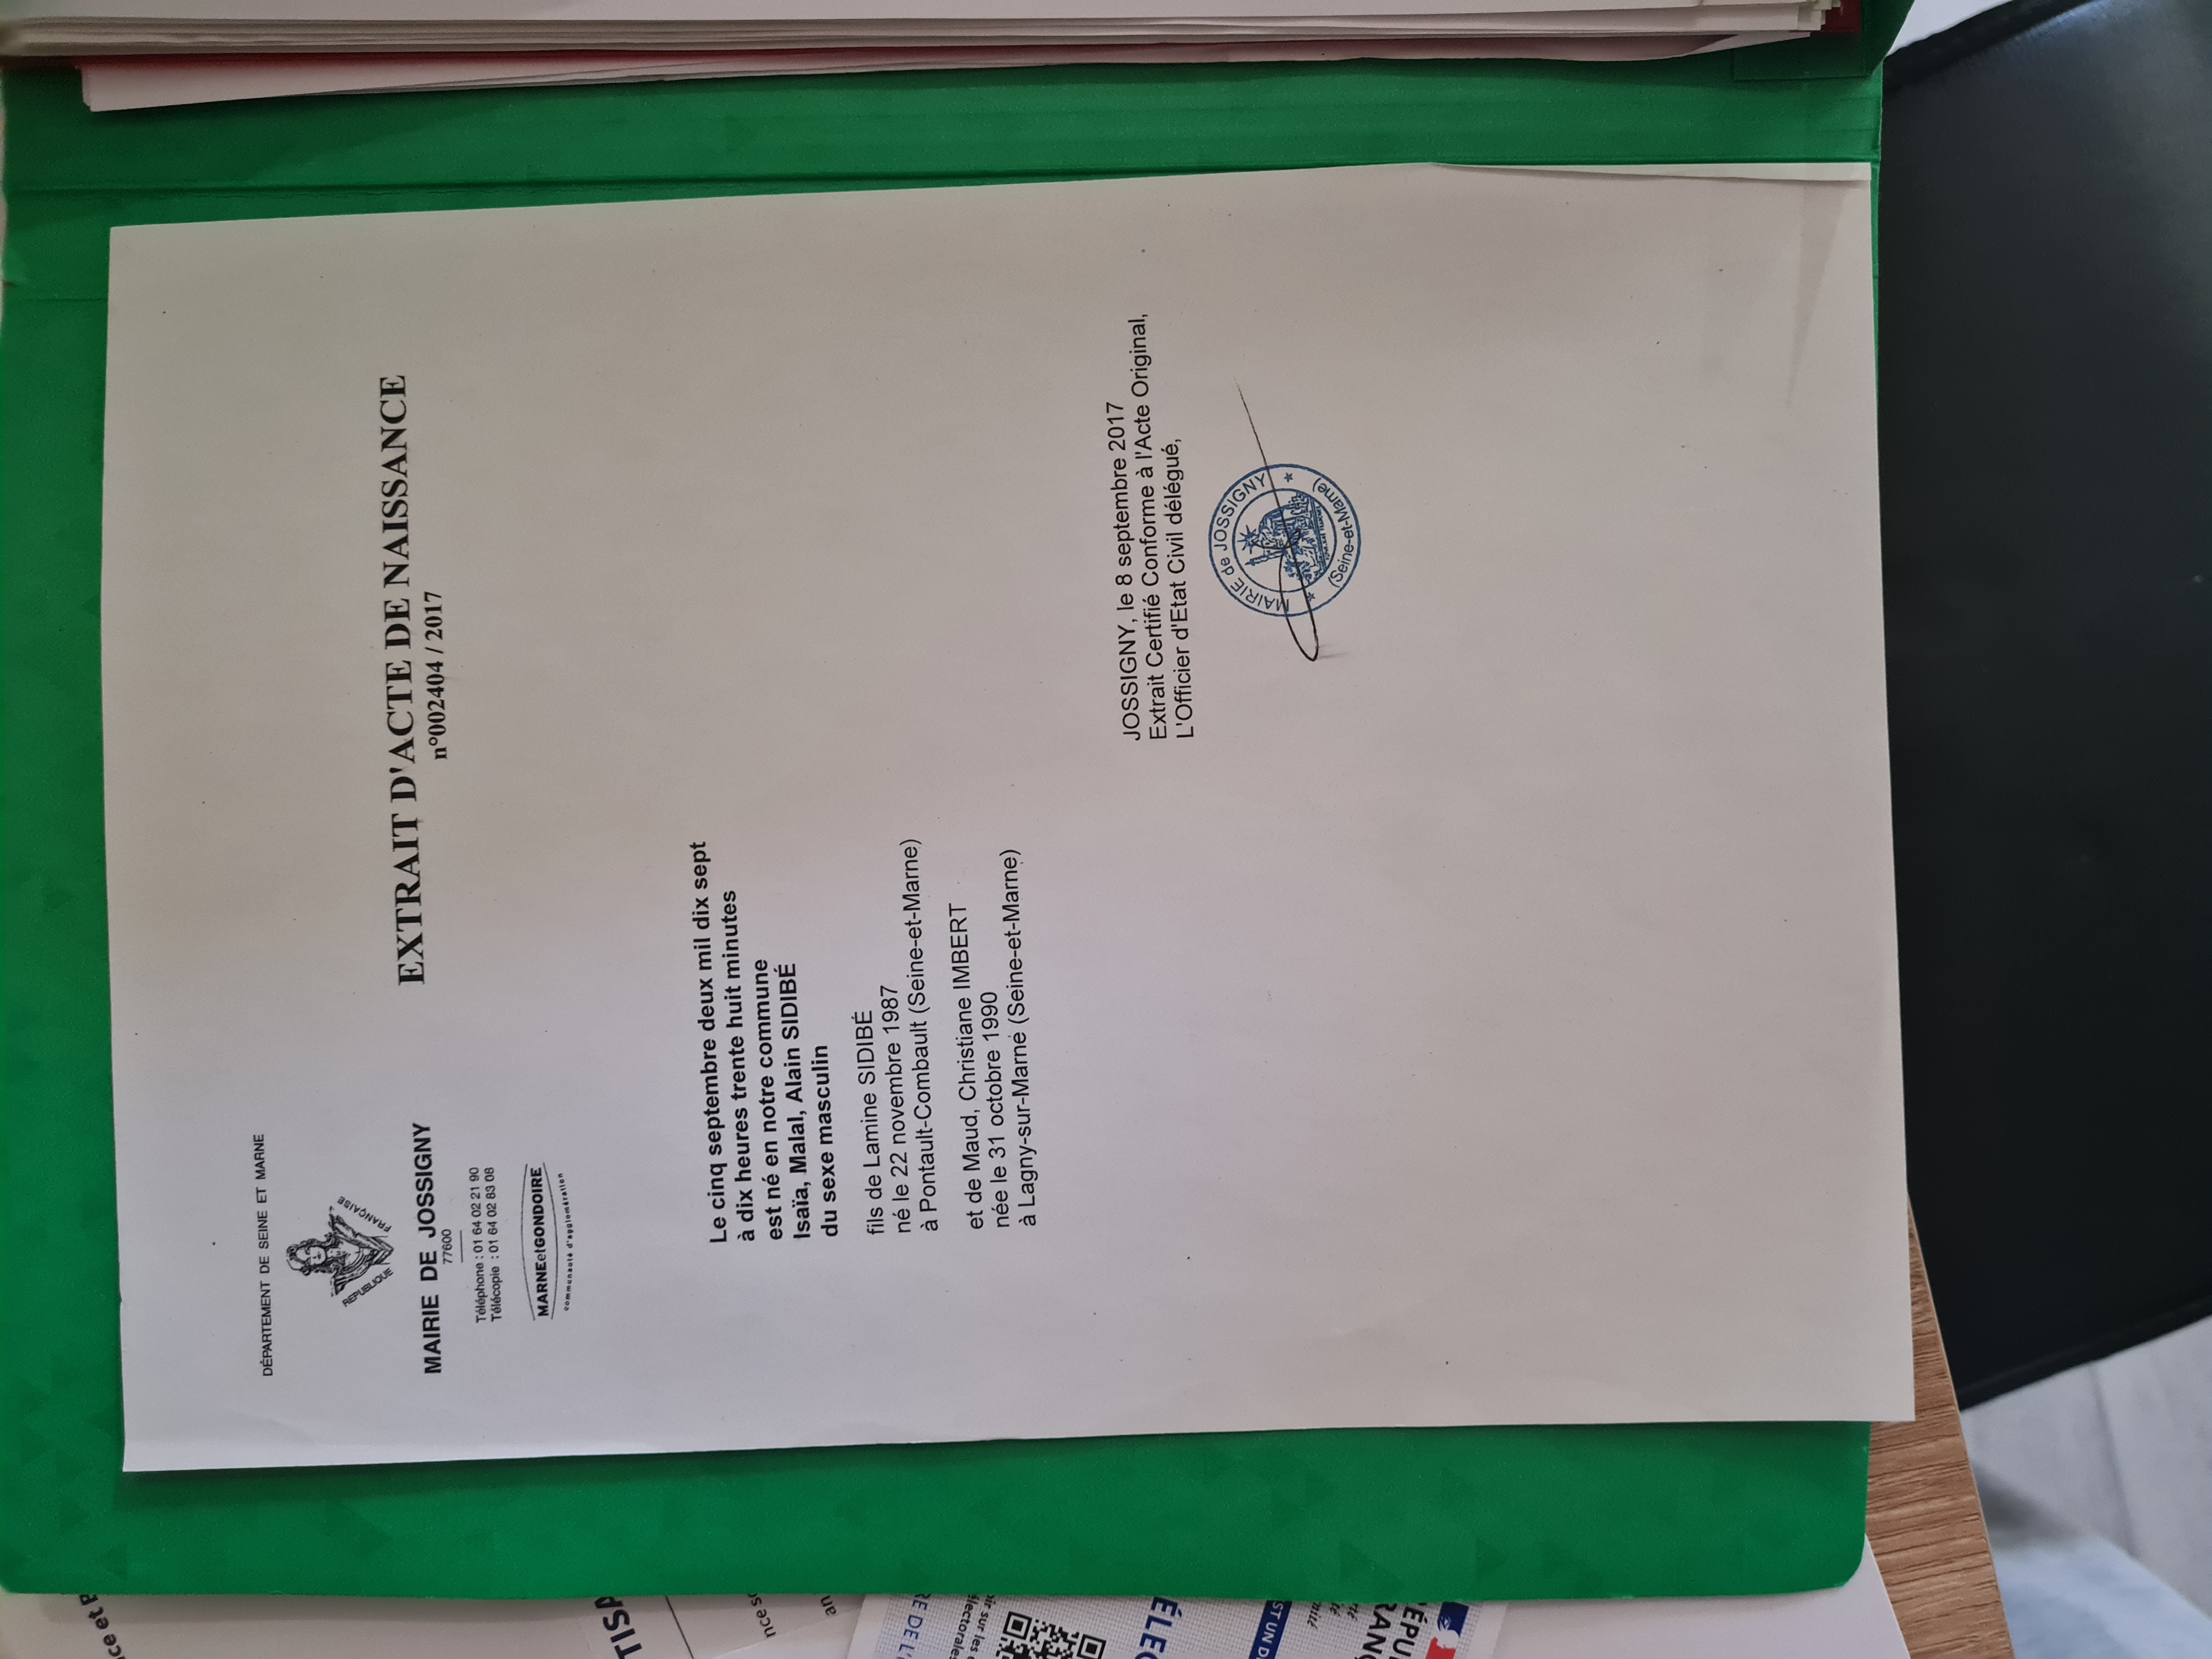 DÉPARTEMENT DE SEINE ET MARNE
RÉPUBLIQUE FRANÇAISE
MAIRIE DE JOSSIGNY
77600
Téléphone : 01 64 02 21 90
Télécopie : 01 64 02 83 08
MARNEetGONDOIRE
communauté d'agglomération
EXTRAIT D'ACTE DE NAISSANCE
n°002404 / 2017
Le cinq septembre deux mil dix sept
à dix heures trente huit minutes
est né en notre commune
Isaïa, Malal, Alain SIDIBÉ
du sexe masculin
fils de Lamine SIDIBÉ
né le 22 novembre 1987
à Pontault-Combault (Seine-et-Marne)
et de Maud, Christiane IMBERT
née le 31 octobre 1990
à Lagny-sur-Marne (Seine-et-Marne)
JOSSIGNY, le 8 septembre 2017
Extrait Certifié Conforme à l'Acte Original,
L'Officier d'Etat Civil délégué,
MAIRIE de JOSSIGNY
(Seine-et-Marne)